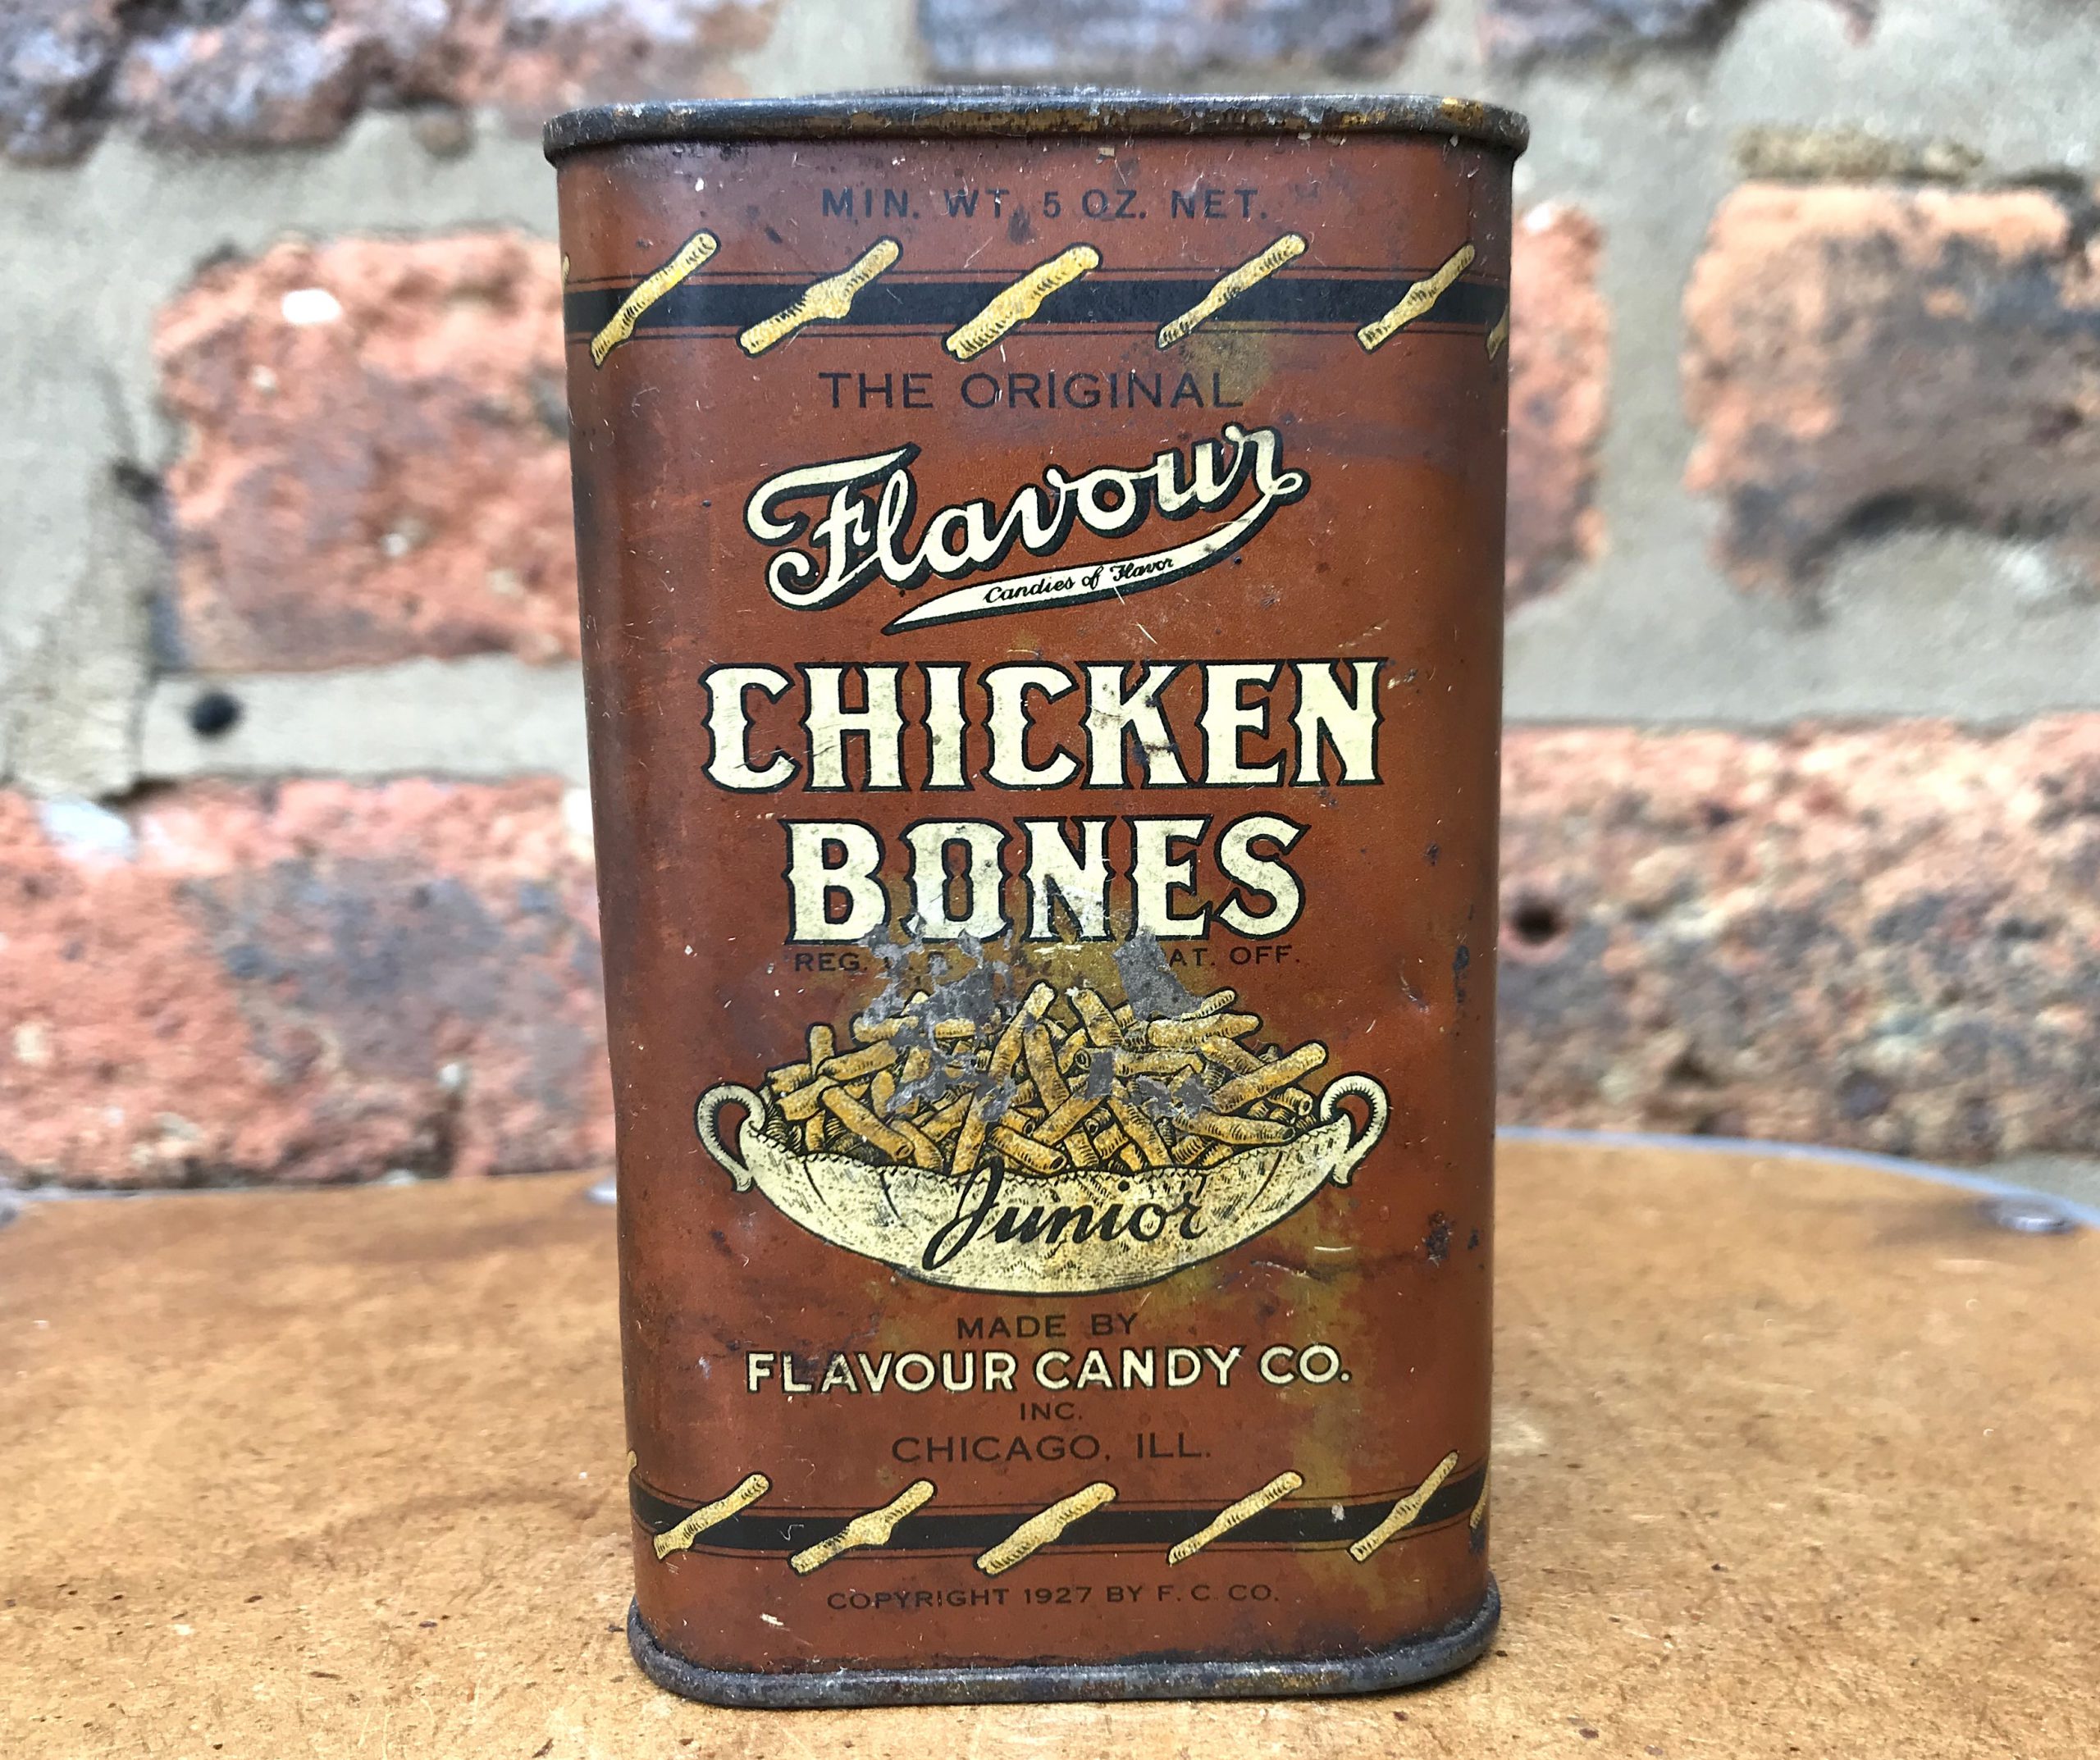 MIN. WT. 5 OZ. NET.
THE ORIGINAL
Flavour
Candies of Flavor
CHICKEN
BONES
REG. OFF.
Junior
MADE BY
FLAVOUR CANDY CO.
INC.
CHICAGO, ILL.
COPYRIGHT 1927 BY F. C CO.